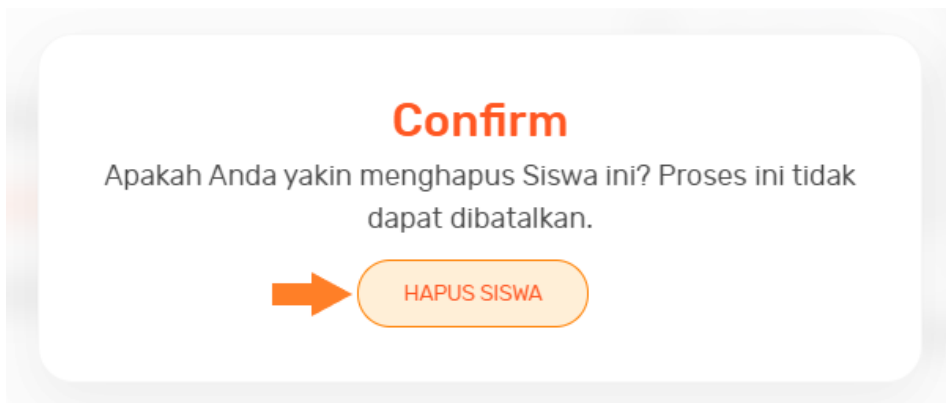 Confirm
Apakah Anda yakin menghapus Siswa ini? Proses ini tidak
dapat dibatalkan.
HAPUS SISWA